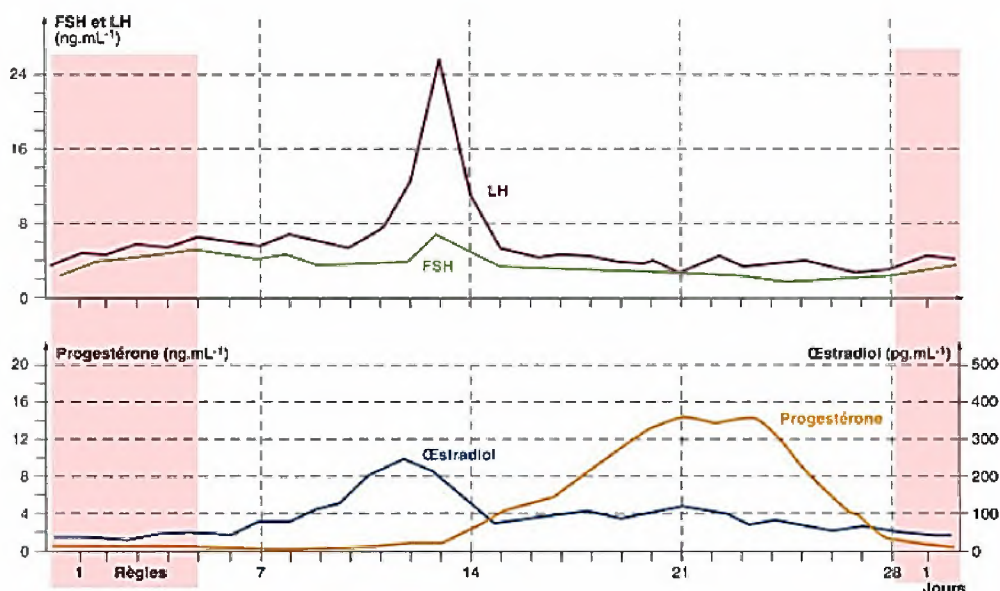 FSH et LH
(ng.mL-1)
24
16
8
0
LH
FSH
Progestérone (ng.mL-1)
Œstradiol (pg.mL-1)
20
16
12
8
4
0
500
400
300
200
100
0
Progestérone
Œstradiol
1 Règles 7 14 21 28 1
Jours